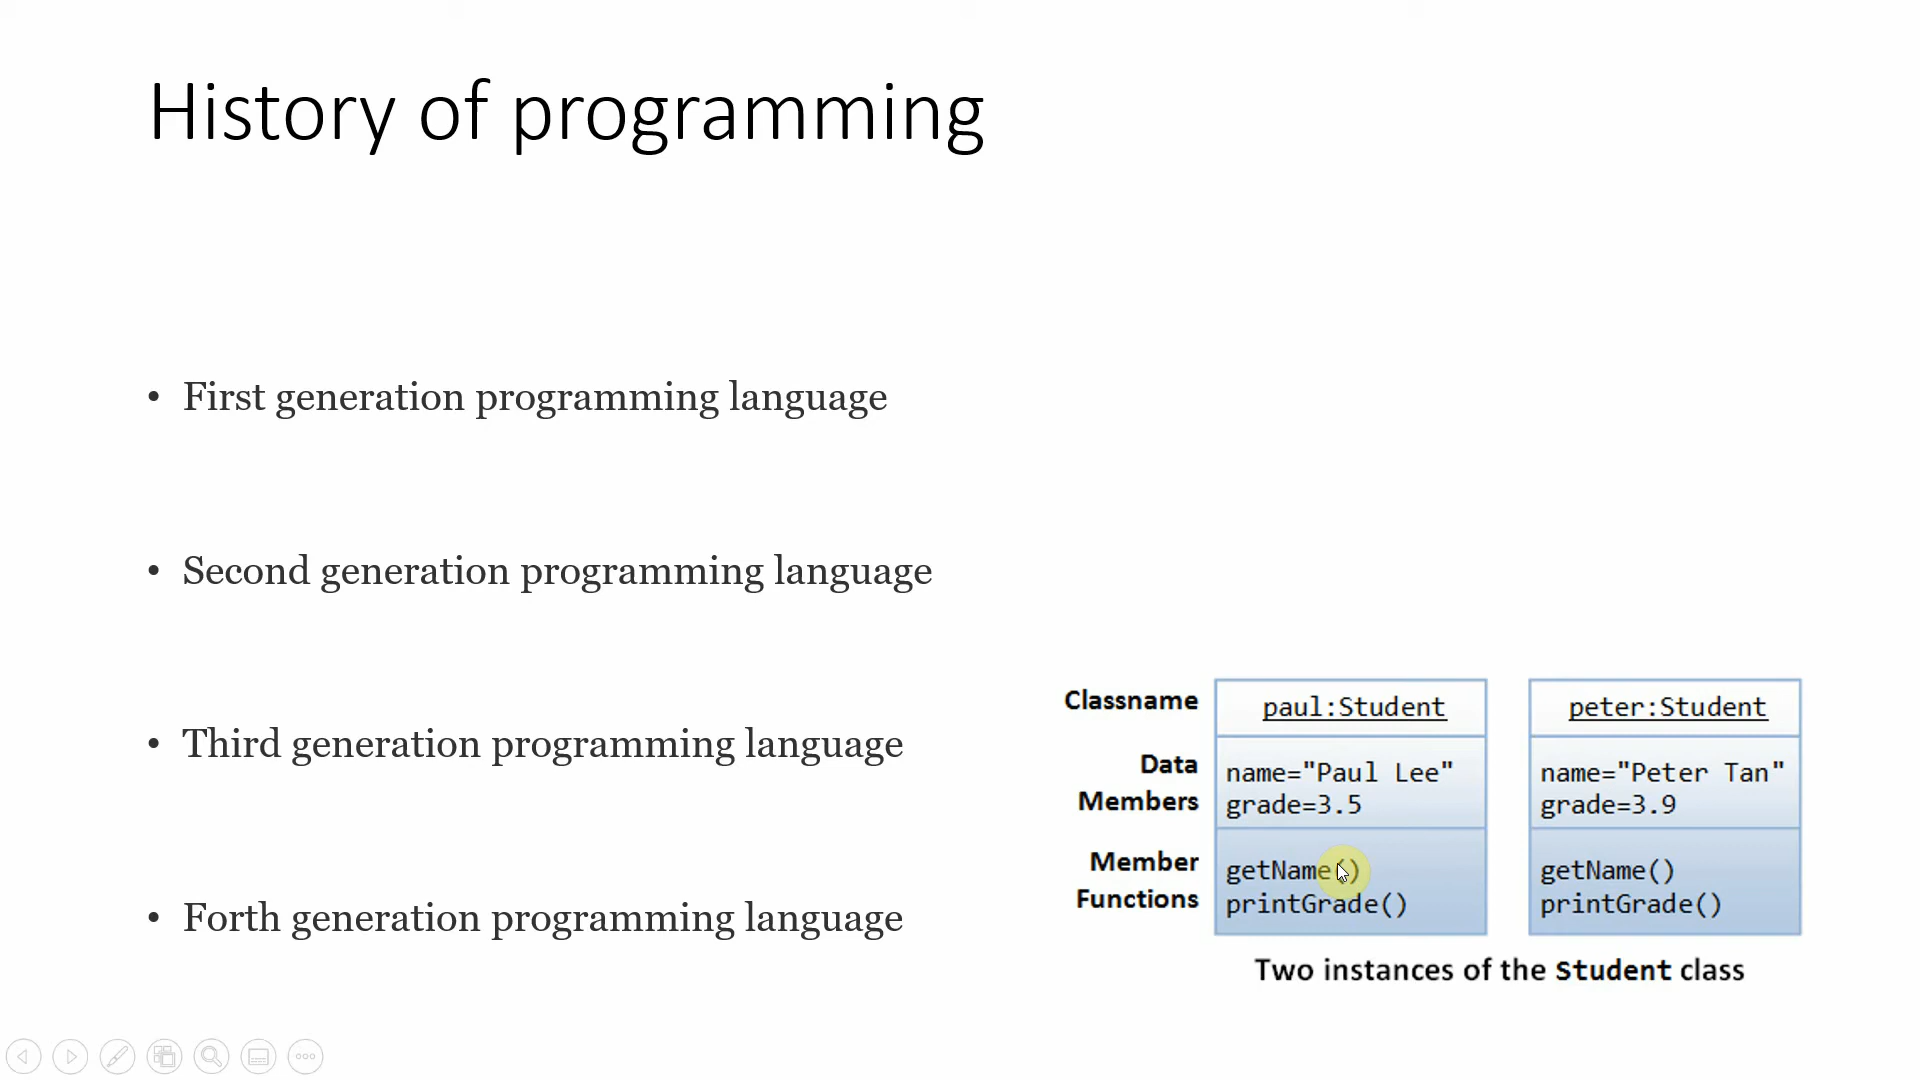 History of programming
• First generation programming language
• Second generation programming language
• Third generation programming language
• Forth generation programming language
Classname
paul:Student
peter:Student
Data
Members
name="Paul Lee"
grade=3.5
name="Peter Tan"
grade=3.9
Member
Functions
getName()
printGrade()
getName()
printGrade()
Two instances of the Student class